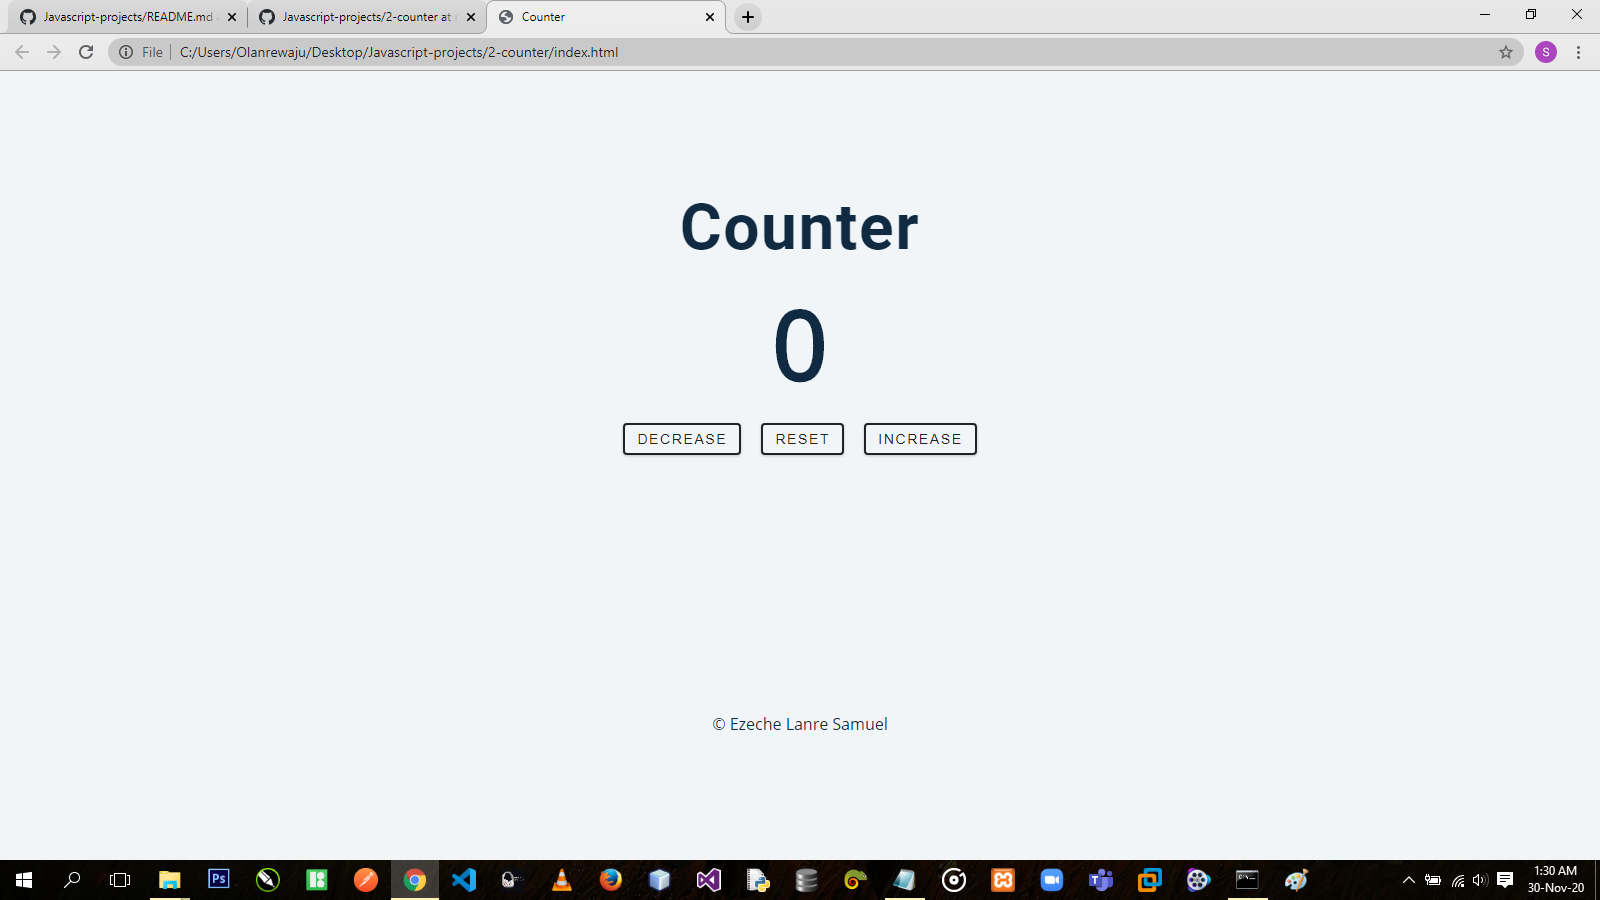 Javascript-projects/README.md
Javascript-projects/2-counter at
Counter
File
C:/Users/Olanrewaju/Desktop/Javascript-projects/2-counter/index.html
S
Counter
0
DECREASE RESET INCREASE
© Ezeche Lanre Samuel
Ps
1:30 AM
30-Nov-20